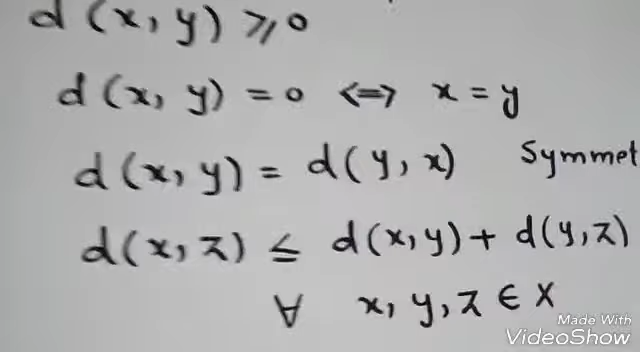 d(x, y) ⩾ 0
d(x, y) = 0 ⟺ x = y
d(x, y) = d(y, x) Symmet
d(x, z) ≤ d(x, y) + d(y, z)
∀ x, y, z ∈ X
Made With
VideoShow